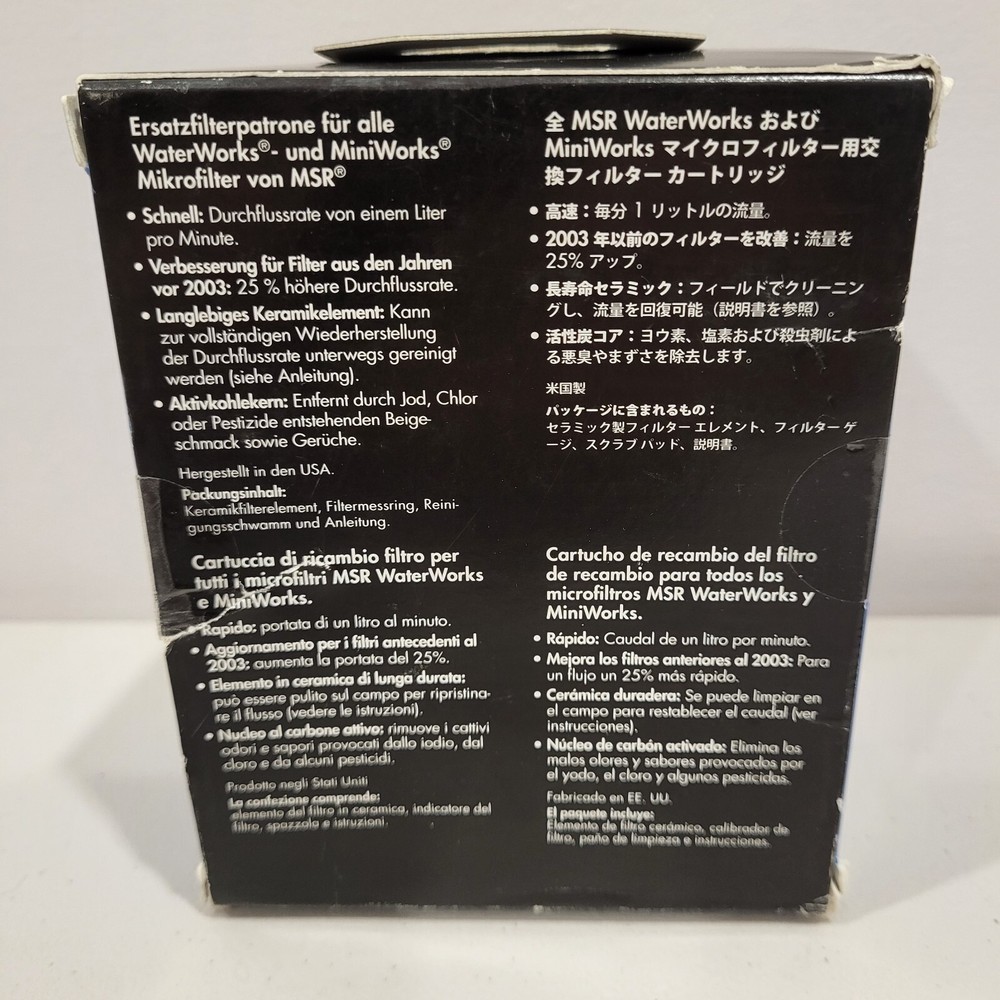 Ersatzfilterpatrone für alle
WaterWorks®- und MiniWorks®
Mikrofilter von MSR®
• Schnell: Durchflussrate von einem Liter
pro Minute.
• Verbesserung für Filter aus den Jahren
vor 2003: 25 % höhere Durchflussrate.
• Langlebiges Keramikelement: Kann
zur vollständigen Wiederherstellung
der Durchflussrate unterwegs gereinigt
werden (siehe Anleitung).
• Aktivkohlekern: Entfernt durch Jod, Chlor
oder Pestizide entstehenden Beige-
schmack sowie Gerüche.
Hergestellt in den USA.
Packungsinhalt:
Keramikfilterelement, Filtermessring, Reini-
gungsschwamm und Anleitung.
全 MSR WaterWorks および
MiniWorks マイクロフィルター用交
換フィルター カートリッジ
• 高速：毎分 1 リットルの流量。
• 2003 年以前のフィルターを改善：流量を
25% アップ。
• 長寿命セラミック：フィールドでクリーニン
グし、流量を回復可能（説明書を参照）。
• 活性炭コア：ヨウ素、塩素および殺虫剤によ
る悪臭やまずさを除去します。
米国製
パッケージに含まれるもの：
セラミック製フィルター エレメント、フィルター ゲ
ージ、スクラブ パッド、説明書。
Cartuccia di ricambio filtro per
tutti i microfiltri MSR WaterWorks
e MiniWorks.
• Rapido: portata di un litro al minuto.
• Aggiornamento per i filtri antecedenti al
2003: aumenta la portata del 25%.
• Elemento in ceramica di lunga durata:
può essere pulito sul campo per ripristina-
re il flusso (vedere le istruzioni).
• Nucleo al carbone attivo: rimuove i cattivi
odori e sapori provocati dallo iodio, dal
cloro e da alcuni pesticidi.
Prodotto negli Stati Uniti
La confezione comprende:
elemento del filtro in ceramica, indicatore del
filtro, spazzola e istruzioni.
Cartucho de recambio del filtro
de recambio para todos los
microfiltros MSR WaterWorks y
MiniWorks.
• Rápido: Caudal de un litro por minuto.
• Mejora los filtros anteriores al 2003: Para
un flujo un 25% más rápido.
• Cerámica duradera: Se puede limpiar en
el campo para restablecer el caudal (ver
instrucciones).
• Núcleo de carbón activado: Elimina los
malos olores y sabores provocados por
el yodo, el cloro y algunos pesticidas.
Fabricado en EE. UU.
El paquete incluye:
Elemento de filtro cerámico, calibrador de
filtro, paño de limpieza e instrucciones.